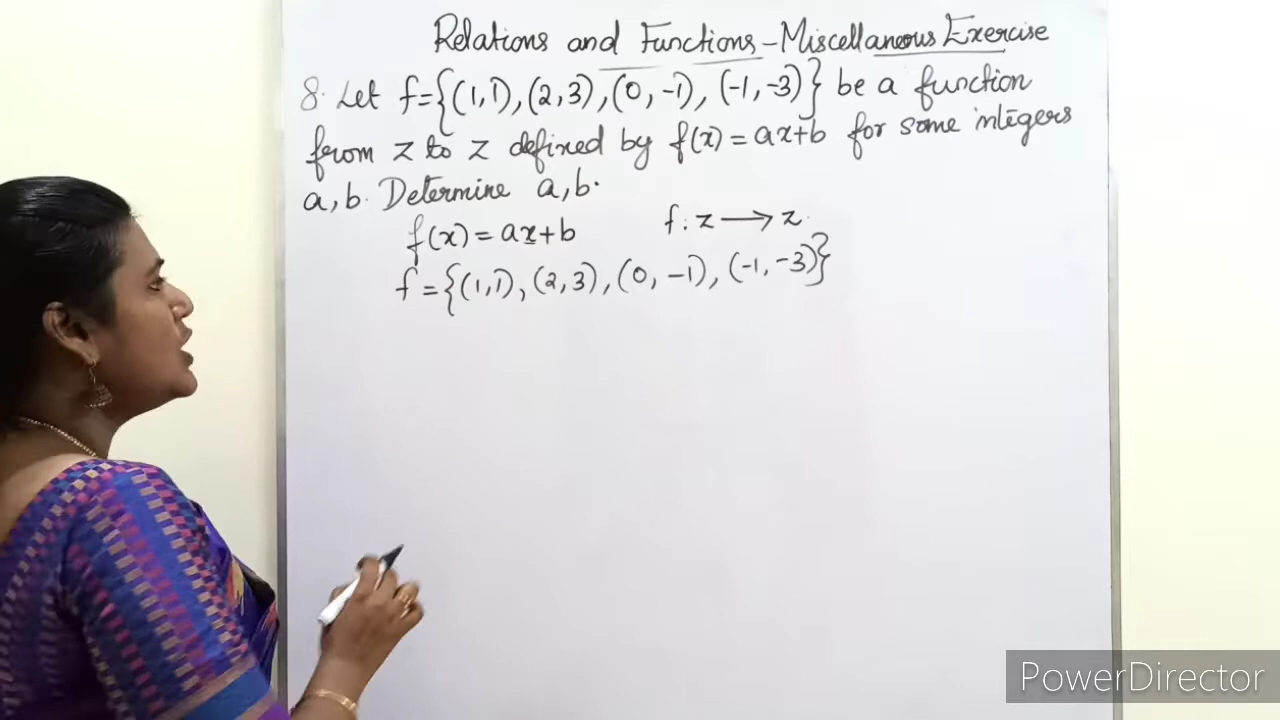 Relations and Functions - Miscellaneous Exercise
8. Let f={(1,1), (2,3), (0,-1), (-1,-3)} be a function
from z to z defined by f(x) = ax+b for some integers
a, b. Determine a, b.
f(x) = ax+b f: z → z.
f = {(1,1), (2,3), (0,-1), (-1,-3)}
PowerDirector